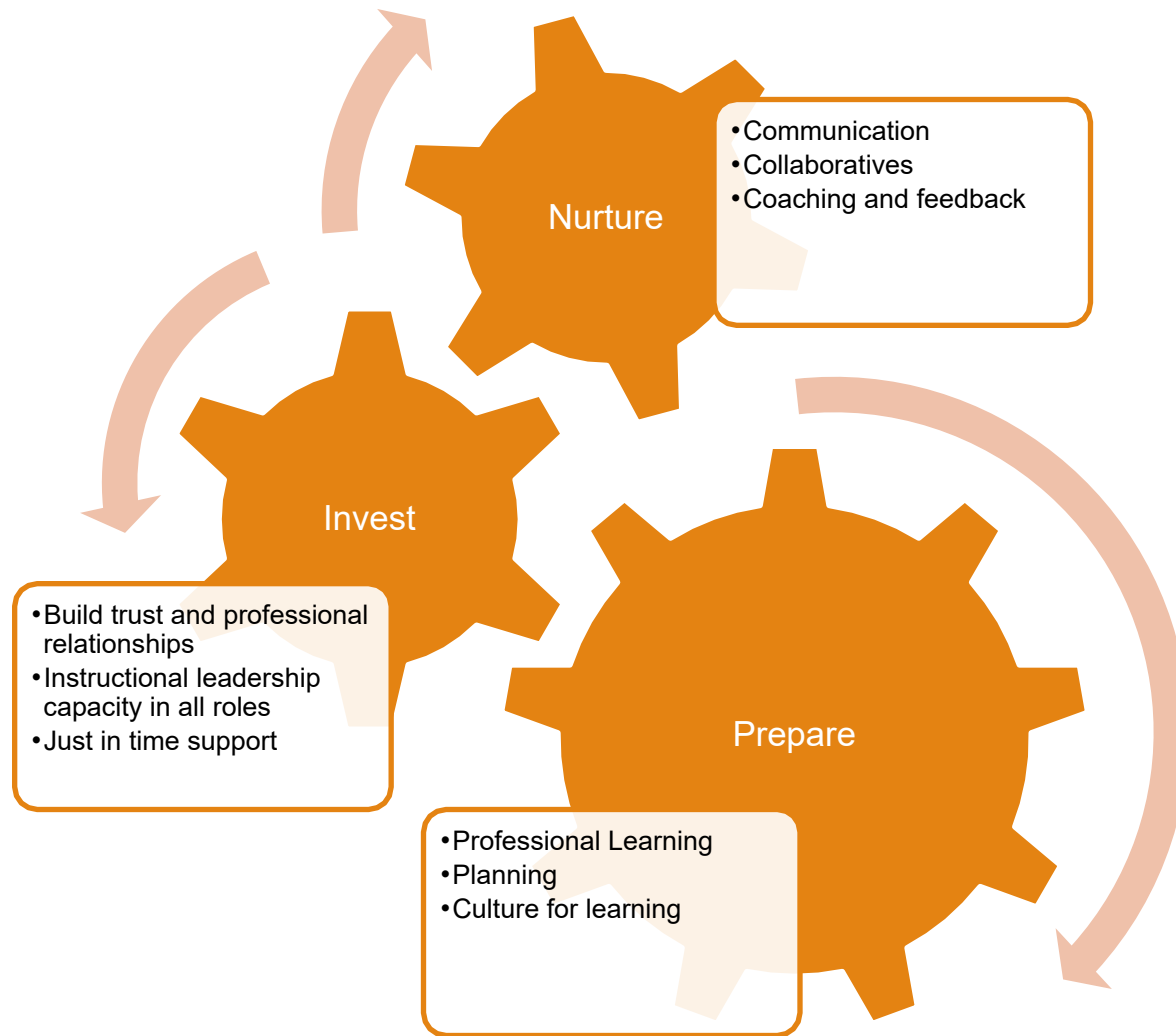 Nurture
•Communication
•Collaboratives
•Coaching and feedback
Invest
•Build trust and professional
relationships
•Instructional leadership
capacity in all roles
•Just in time support
Prepare
•Professional Learning
•Planning
•Culture for learning